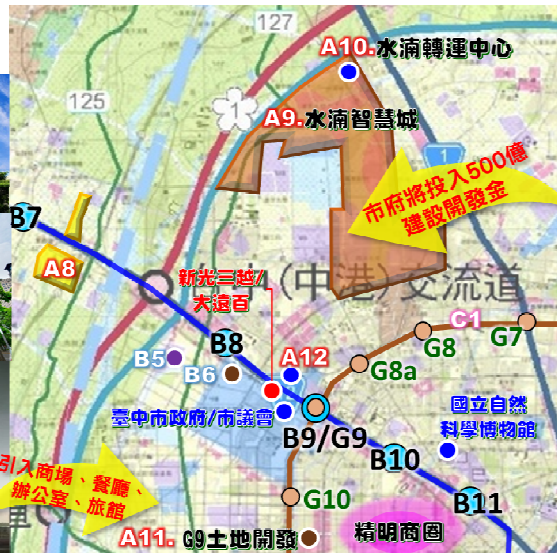 127
A10. 水湳轉運中心
125
1
A9. 水湳智慧城
1
市府將投入500億
建設開發金
B7
A8
新光三越/
大遠百
中(中港)交流道
C1
B8
G8
G7
B5
B6
A12
G8a
臺中市政府/市議會
B9/G9
國立自然
科學博物館
B10
引入商場、餐廳、
辦公室、旅館
G10
B11
A11. G9土地開發
精明商圈